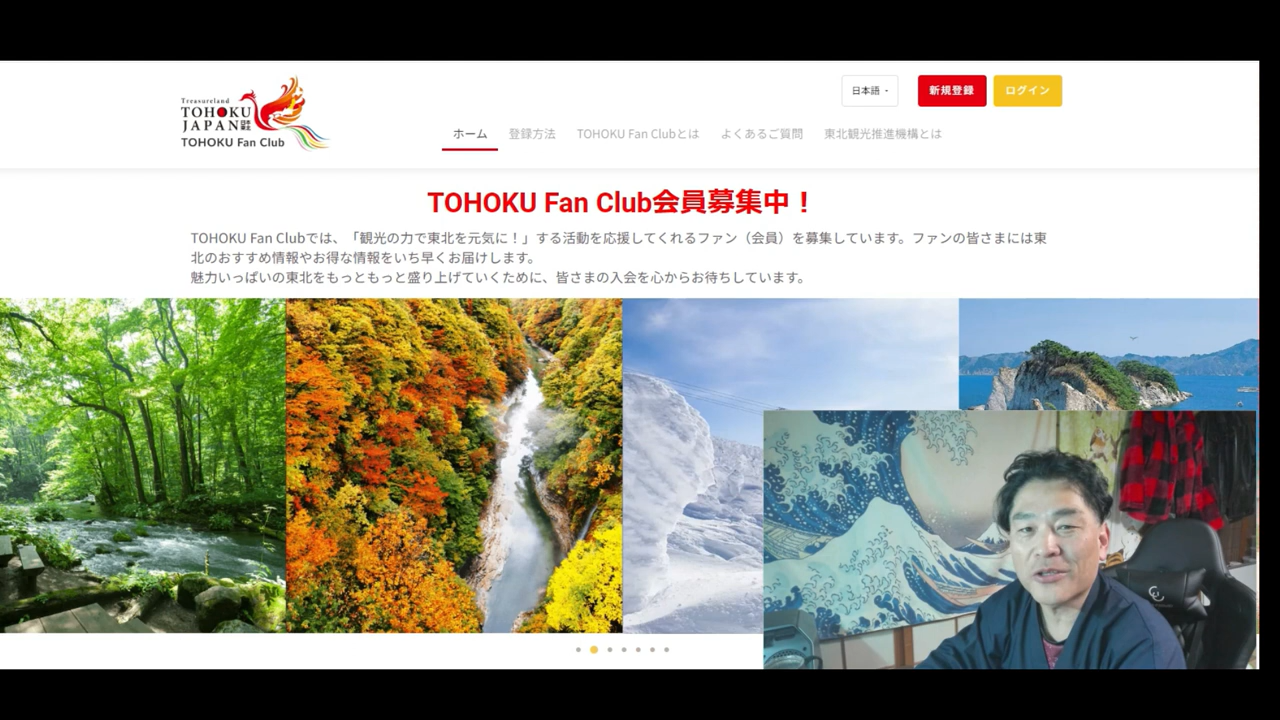 Treasureland
TOHOKU
JAPAN 日本 東北
TOHOKU Fan Club
日本語
新規登録
ログイン
ホーム
登録方法
TOHOKU Fan Clubとは
よくあるご質問
東北観光推進機構とは
TOHOKU Fan Club会員募集中！
TOHOKU Fan Clubでは、「観光の力で東北を元気に！」する活動を応援してくれるファン（会員）を募集しています。ファンの皆さまには東
北のおすすめ情報やお得な情報をいち早くお届けします。
魅力いっぱいの東北をもっともっと盛り上げていくために、皆さまの入会を心からお待ちしています。